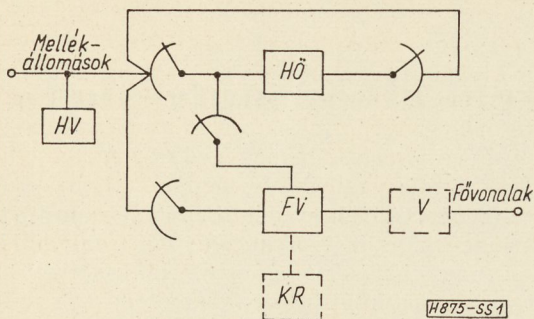 Mellék-
állomások
HV
HÖ
FV
V
Fővonalak
KR
H875-SS1